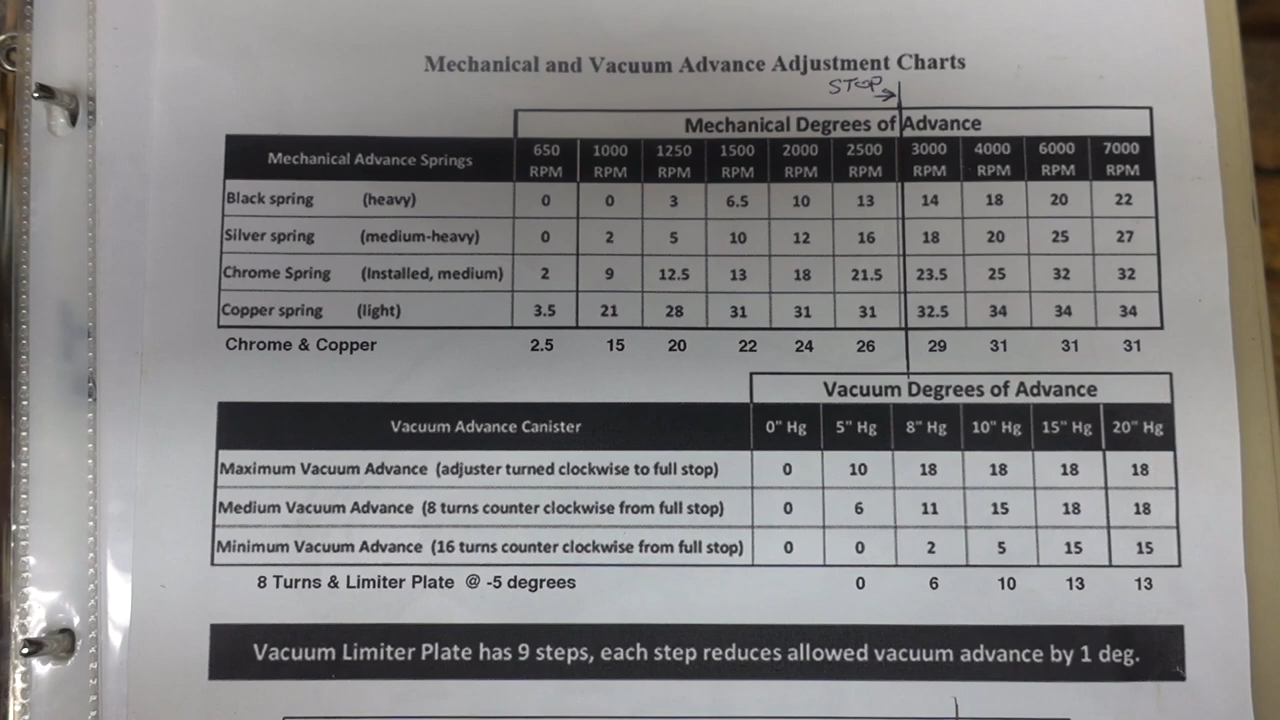 Mechanical and Vacuum Advance Adjustment Charts
STOP
Mechanical Degrees of Advance
Mechanical Advance Springs 650 RPM 1000 RPM 1250 RPM 1500 RPM 2000 RPM 2500 RPM 3000 RPM 4000 RPM 6000 RPM 7000 RPM
Black spring (heavy) 0 0 3 6.5 10 13 14 18 20 22
Silver spring (medium-heavy) 0 2 5 10 12 16 18 20 25 27
Chrome Spring (Installed, medium) 2 9 12.5 13 18 21.5 23.5 25 32 32
Copper spring (light) 3.5 21 28 31 31 31 32.5 34 34 34
Chrome & Copper 2.5 15 20 22 24 26 29 31 31 31
Vacuum Degrees of Advance
Vacuum Advance Canister 0" Hg 5" Hg 8" Hg 10" Hg 15" Hg 20" Hg
Maximum Vacuum Advance (adjuster turned clockwise to full stop) 0 10 18 18 18 18
Medium Vacuum Advance (8 turns counter clockwise from full stop) 0 6 11 15 18 18
Minimum Vacuum Advance (16 turns counter clockwise from full stop) 0 0 2 5 15 15
8 Turns & Limiter Plate @ -5 degrees 0 6 10 13 13
Vacuum Limiter Plate has 9 steps, each step reduces allowed vacuum advance by 1 deg.